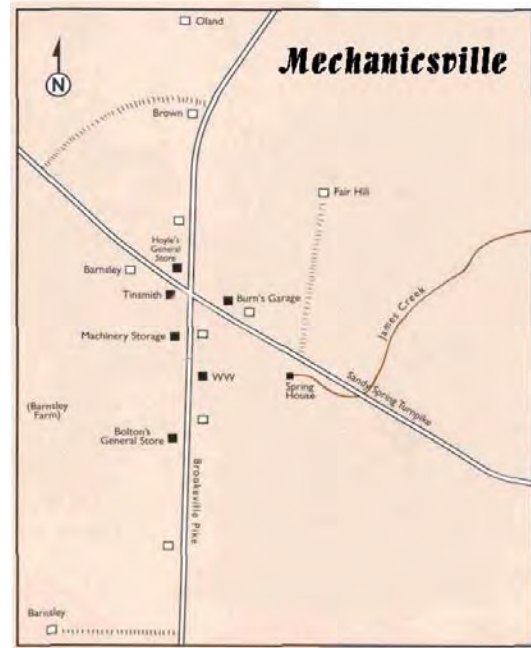 Oland
Mechanicsville
N
Brown
Fair Hill
Hoyle's
General
Store
Barnsley
Tinsmith
Burn's Garage
James Creek
Machinery Storage
WW
Spring
House
Sandy Spring Turnpike
(Barnsley
Farm)
Bolton's
General Store
Brookeville Pike
Barnsley